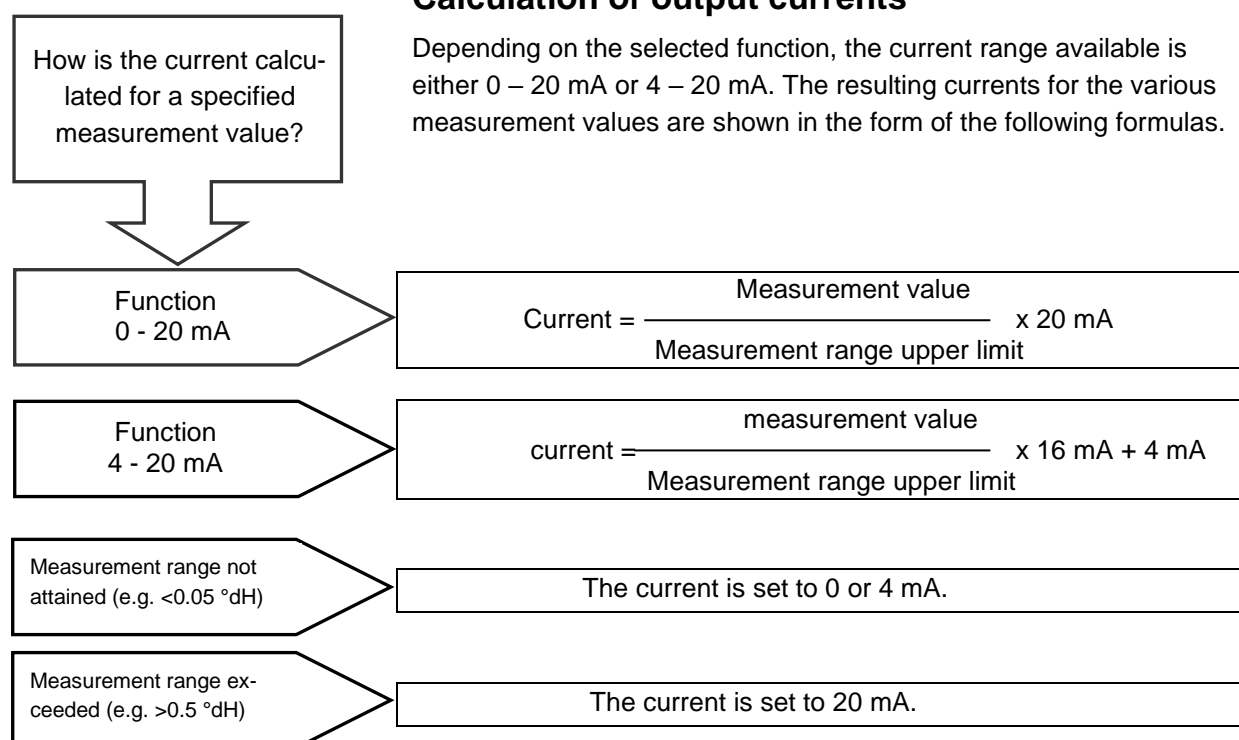 Calculation of output currents
How is the current calcu-
lated for a specified
measurement value?
Depending on the selected function, the current range available is
either 0 – 20 mA or 4 – 20 mA. The resulting currents for the various
measurement values are shown in the form of the following formulas.
Function
0 - 20 mA
Measurement value
Current = x 20 mA
Measurement range upper limit
Function
4 - 20 mA
measurement value
current = x 16 mA + 4 mA
Measurement range upper limit
Measurement range not
attained (e.g. <0.05 °dH)
The current is set to 0 or 4 mA.
Measurement range ex-
ceeded (e.g. >0.5 °dH)
The current is set to 20 mA.